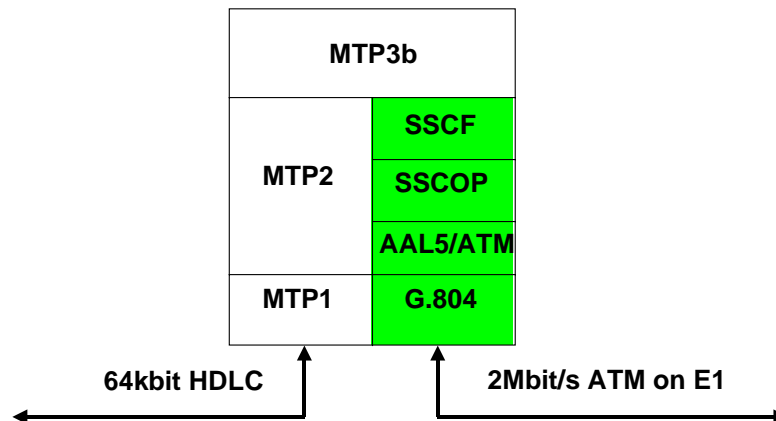 MTP3b
SSCF
MTP2
SSCOP
AAL5/ATM
MTP1
G.804
64kbit HDLC
2Mbit/s ATM on E1